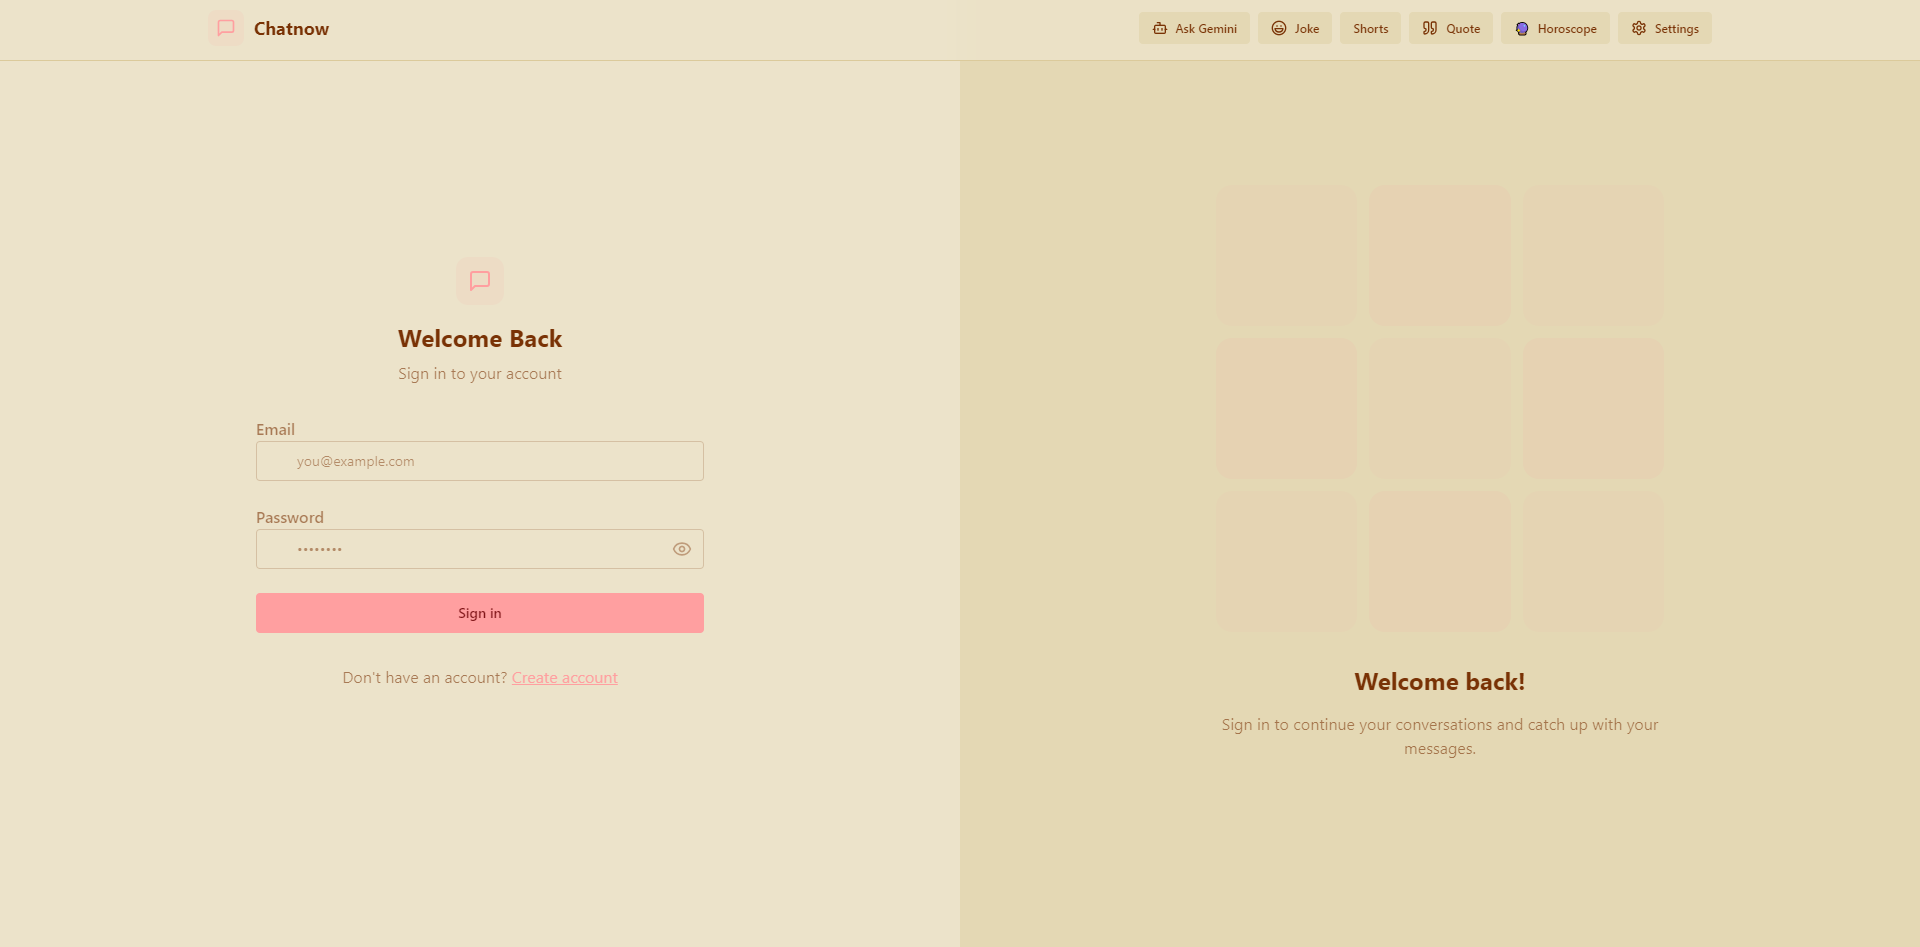 Chatnow
Ask Gemini
Joke
Shorts
Quote
Horoscope
Settings
Welcome Back
Sign in to your account
Email
you@example.com
Password
••••••••
Sign in
Don't have an account? Create account
Welcome back!
Sign in to continue your conversations and catch up with your
messages.